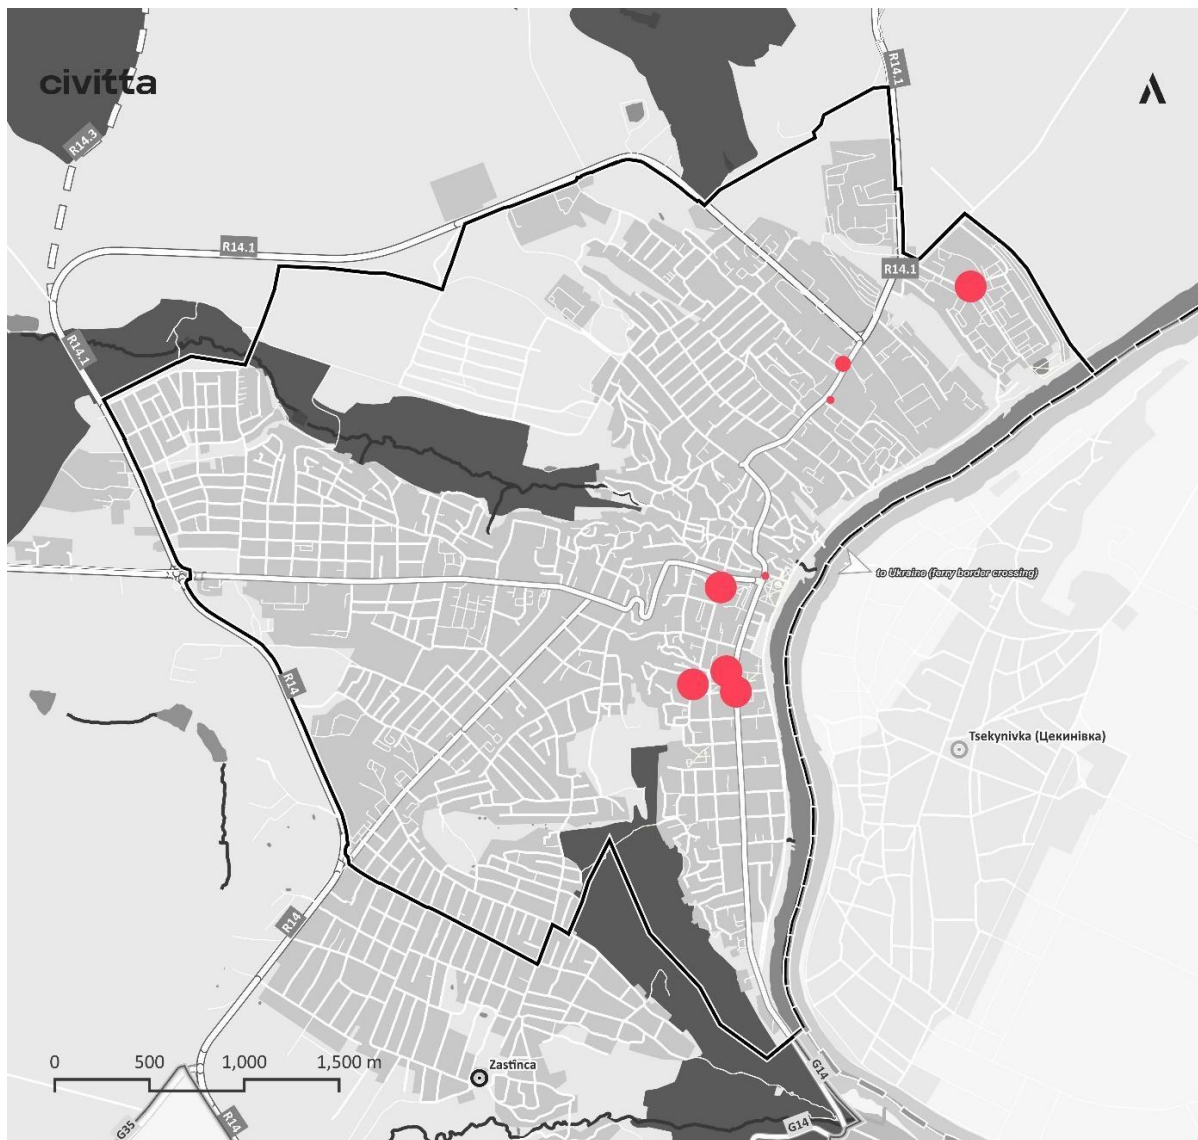 civitta
R14.1
R14.3
R14.1
R14.1
R14.1
to Ukraine (ferry border crossing)
R14
Tsekynivka (Цекинівка)
R14
0 500 1,000 1,500 m
Zastînca
G14
G35
R14
G14